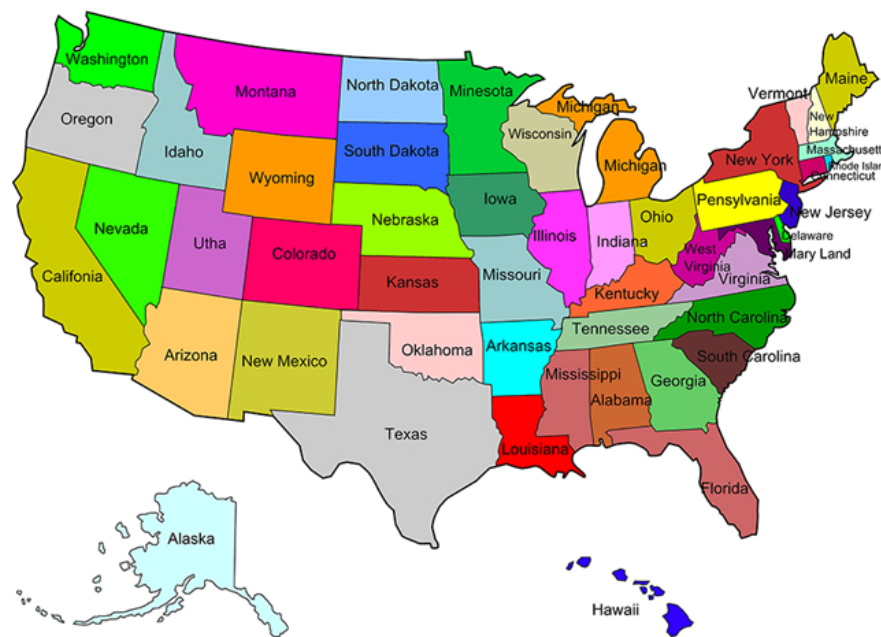 Washington
Oregon
Califonia
Nevada
Idaho
Montana
Wyoming
Utha
Colorado
Arizona
New Mexico
North Dakota
South Dakota
Nebraska
Kansas
Oklahoma
Texas
Minesota
Iowa
Missouri
Arkansas
Louisiana
Wisconsin
Illinois
Michigan
Michigan
Indiana
Ohio
Kentucky
Tennessee
Mississippi
Alabama
Georgia
Florida
South Carolina
North Carolina
Virginia
West
Virginia
Mary Land
Delaware
New Jersey
Pensylvania
New York
Connecticut
Rhode Islan
Massachusett
Vermont
New
Hampshire
Maine
Alaska
Hawaii